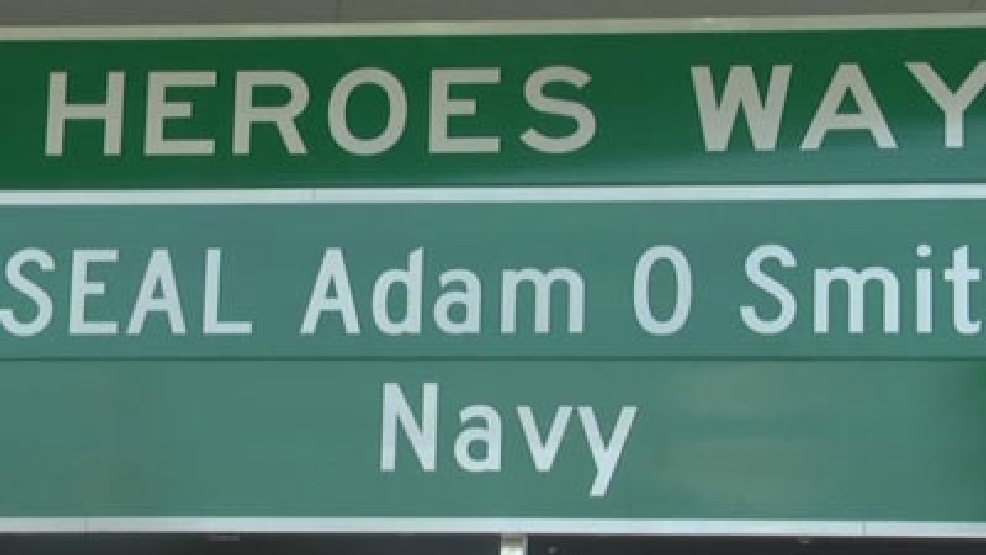 HEROES WAY
SEAL Adam O Smit
Navy